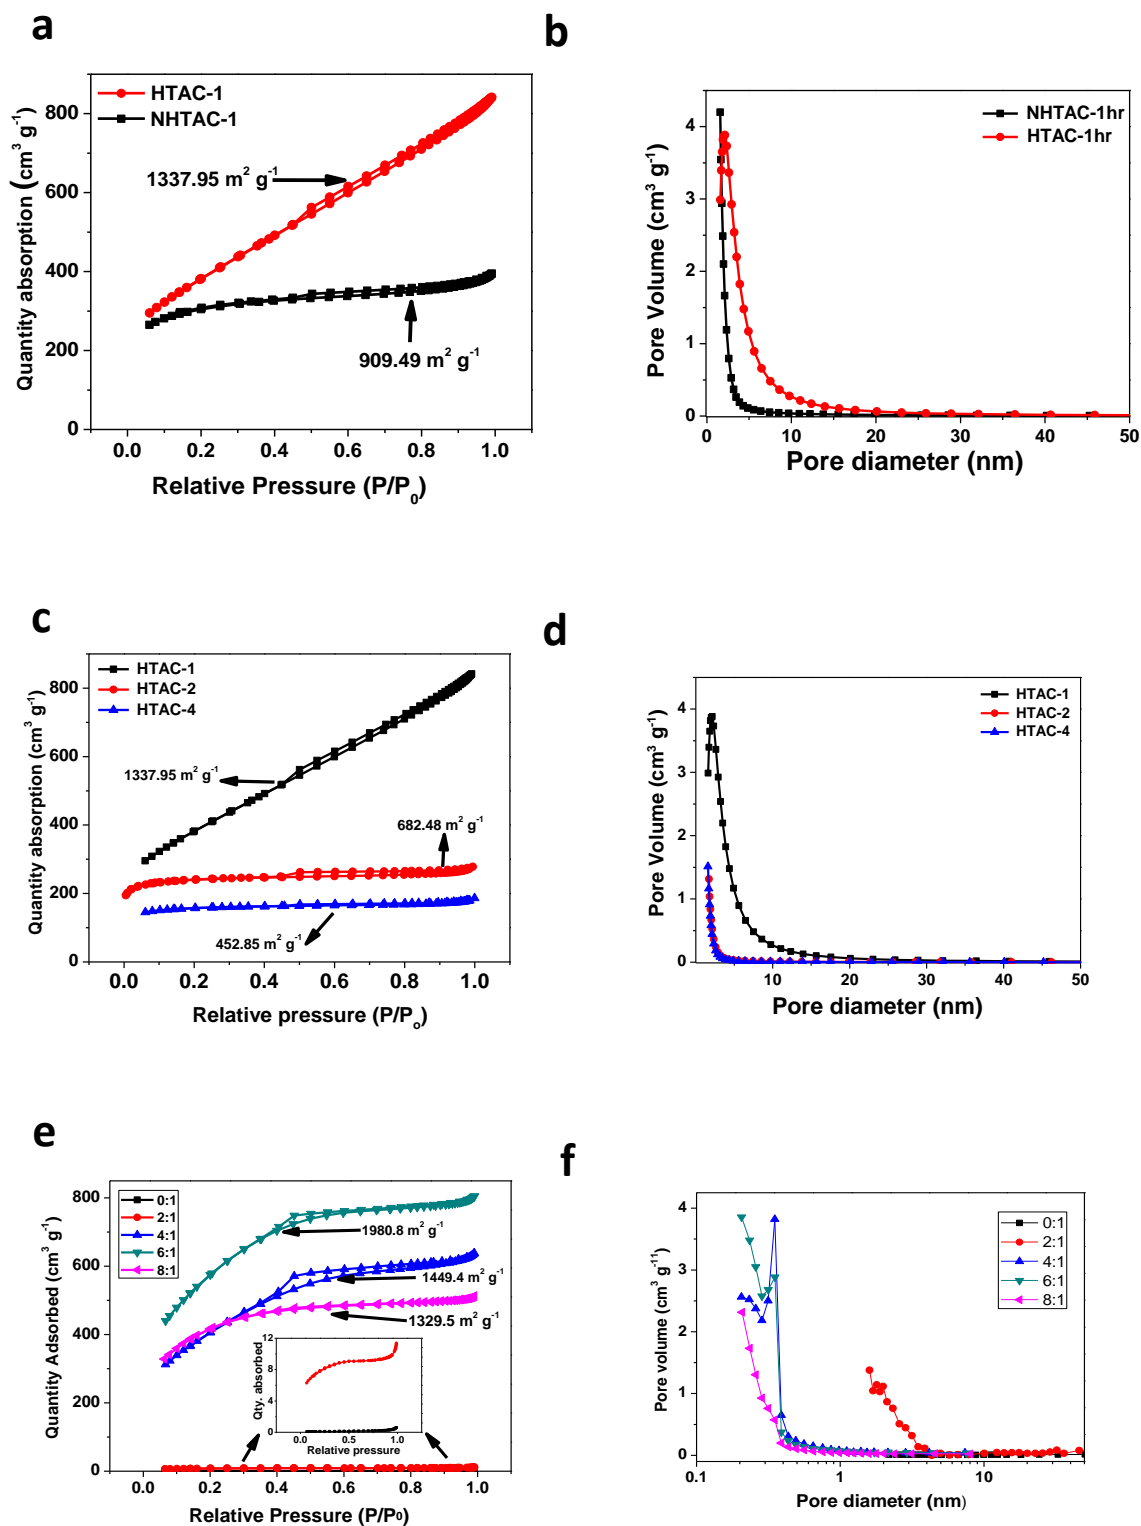 a
HTAC-1
NHTAC-1
1337.95 m² g⁻¹
909.49 m² g⁻¹
Quantity absorption (cm³ g⁻¹)
0
200
400
600
800
0.0 0.2 0.4 0.6 0.8 1.0
Relative Pressure (P/P₀)
b
NHTAC-1hr
HTAC-1hr
Pore Volume (cm³ g⁻¹)
0
1
2
3
4
0 10 20 30 40 50
Pore diameter (nm)
c
HTAC-1
HTAC-2
HTAC-4
1337.95 m² g⁻¹
682.48 m² g⁻¹
452.85 m² g⁻¹
Quantity absorption (cm³ g⁻¹)
0
200
400
600
800
0.0 0.2 0.4 0.6 0.8 1.0
Relative pressure (P/Pₒ)
d
HTAC-1
HTAC-2
HTAC-4
Pore Volume (cm³ g⁻¹)
0
1
2
3
4
10 20 30 40 50
Pore diameter (nm)
e
0:1
2:1
4:1
6:1
8:1
1980.8 m² g⁻¹
1449.4 m² g⁻¹
1329.5 m² g⁻¹
Quantity Adsorbed (cm³ g⁻¹)
0
200
400
600
800
Qty. absorbed
0
4
8
12
0.0 0.5 1.0
Relative pressure
0.0 0.2 0.4 0.6 0.8 1.0
Relative Pressure (P/P0)
f
0:1
2:1
4:1
6:1
8:1
Pore volume (cm³ g⁻¹)
0
1
2
3
4
0.1 1 10
Pore diameter (nm)